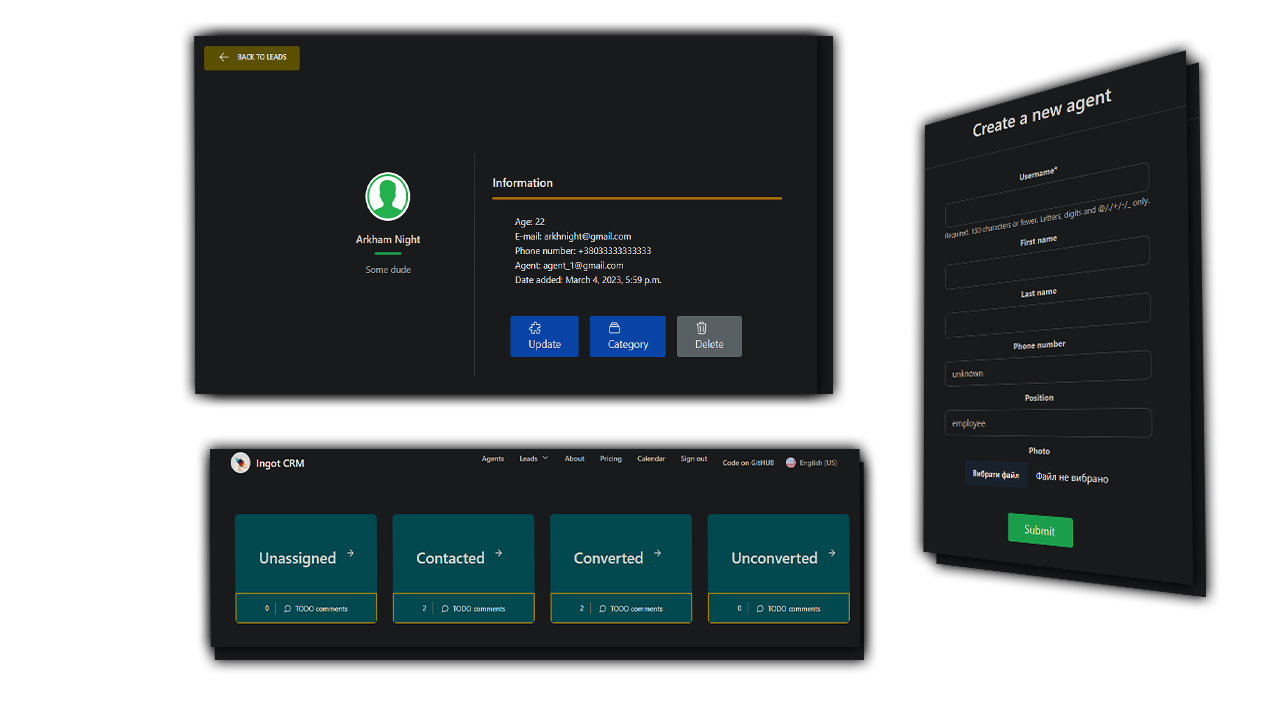 BACK TO LEADS
Arkham Night
Some dude
Information
Age: 22
E-mail: arkhnight@gmail.com
Phone number: +38033333333333
Agent: agent_1@gmail.com
Date added: March 4, 2023, 5:59 p.m.
Update
Category
Delete
Ingot CRM
Agents Leads About Pricing Calendar Sign out Code on GitHUB English (US)
Unassigned Contacted Converted Unconverted
0 TODO comments 2 TODO comments 2 TODO comments 0 TODO comments
Create a new agent
Username*
Required. 150 characters or fewer. Letters, digits and @/./+/-/_ only.
First name
Last name
Phone number
unknown
Position
employee
Photo
Вибрати файл Файл не вибрано
Submit